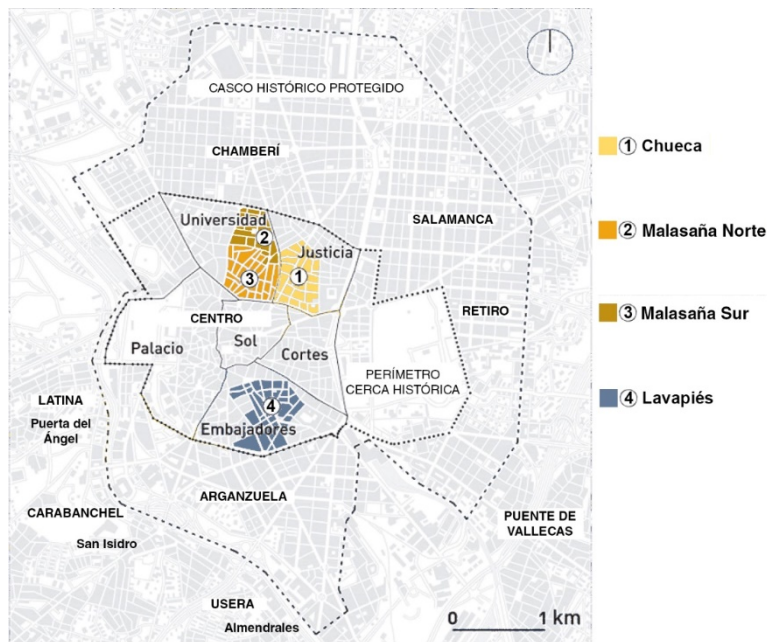 CASCO HISTÓRICO PROTEGIDO
CHAMBERÍ
SALAMANCA
Universidad
2
Justicia
3
1
RETIRO
CENTRO
Palacio
Sol
Cortes
PERÍMETRO
CERCA HISTÓRICA
LATINA
Puerta del
Ángel
4
Embajadores
ARGANZUELA
CARABANCHEL
San Isidro
PUENTE DE
VALLECAS
USERA
Almendrales
0 1 km
1 Chueca
2 Malasaña Norte
3 Malasaña Sur
4 Lavapiés